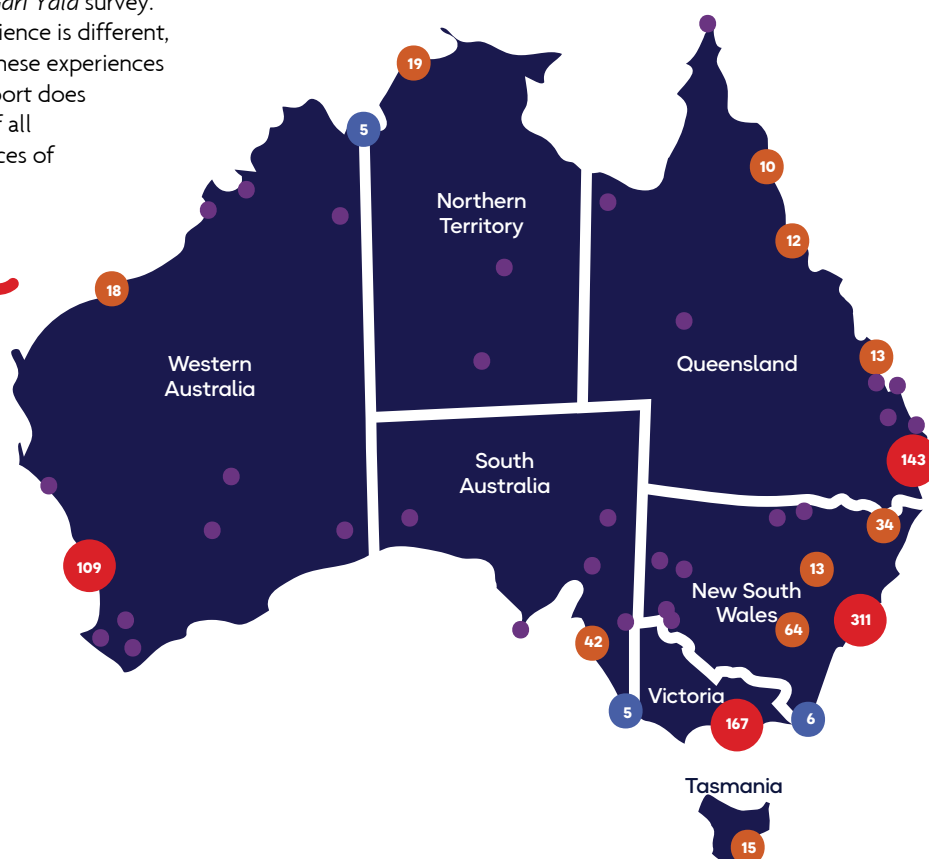 ari Yala survey.
ience is different,
hese experiences
port does
f all
ces of
19
5
10
Northern
Territory
12
18
13
Western
Australia
Queensland
South
Australia
143
34
109
13
New South
Wales
311
64
42
Victoria
5
167
6
Tasmania
15